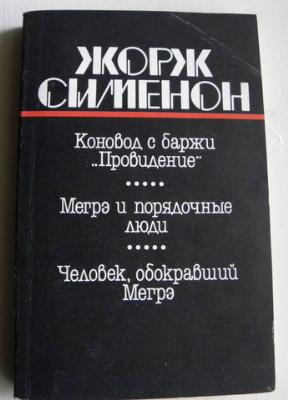 ЖОРЖ
СИМЕНОН
Коновод с баржи
„Провидение“
•••••
Мегрэ и порядочные
люди
•••••
Человек, обокравший
Мегрэ